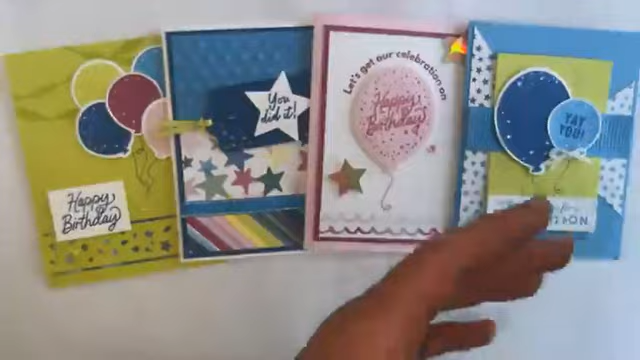 Happy
Birthday
You
did it!
Let's get our celebration on
Happy
Birthday
YAY
YOU!